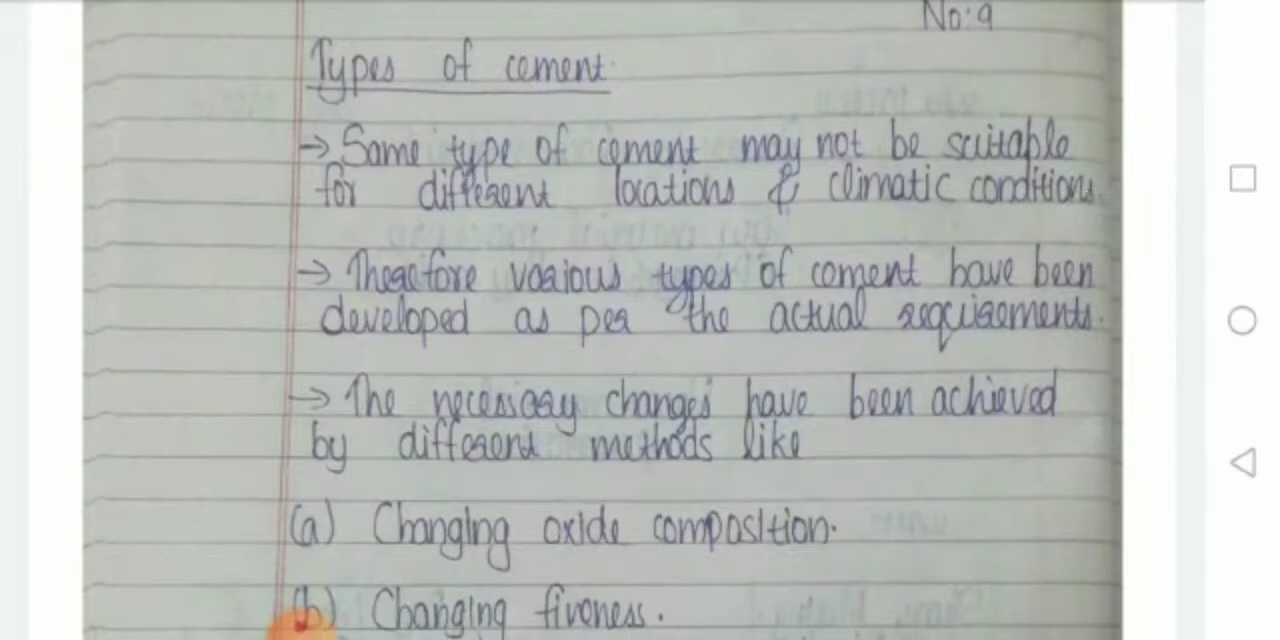 No:9
Types of cement
→ Same type of cement may not be suitable
for different locations & climatic conditions.
→ Therefore various types of cement have been
developed as per the actual requirements.
→ The necessary changes have been achieved
by different methods like
(a) Changing oxide composition.
(b) Changing fineness.